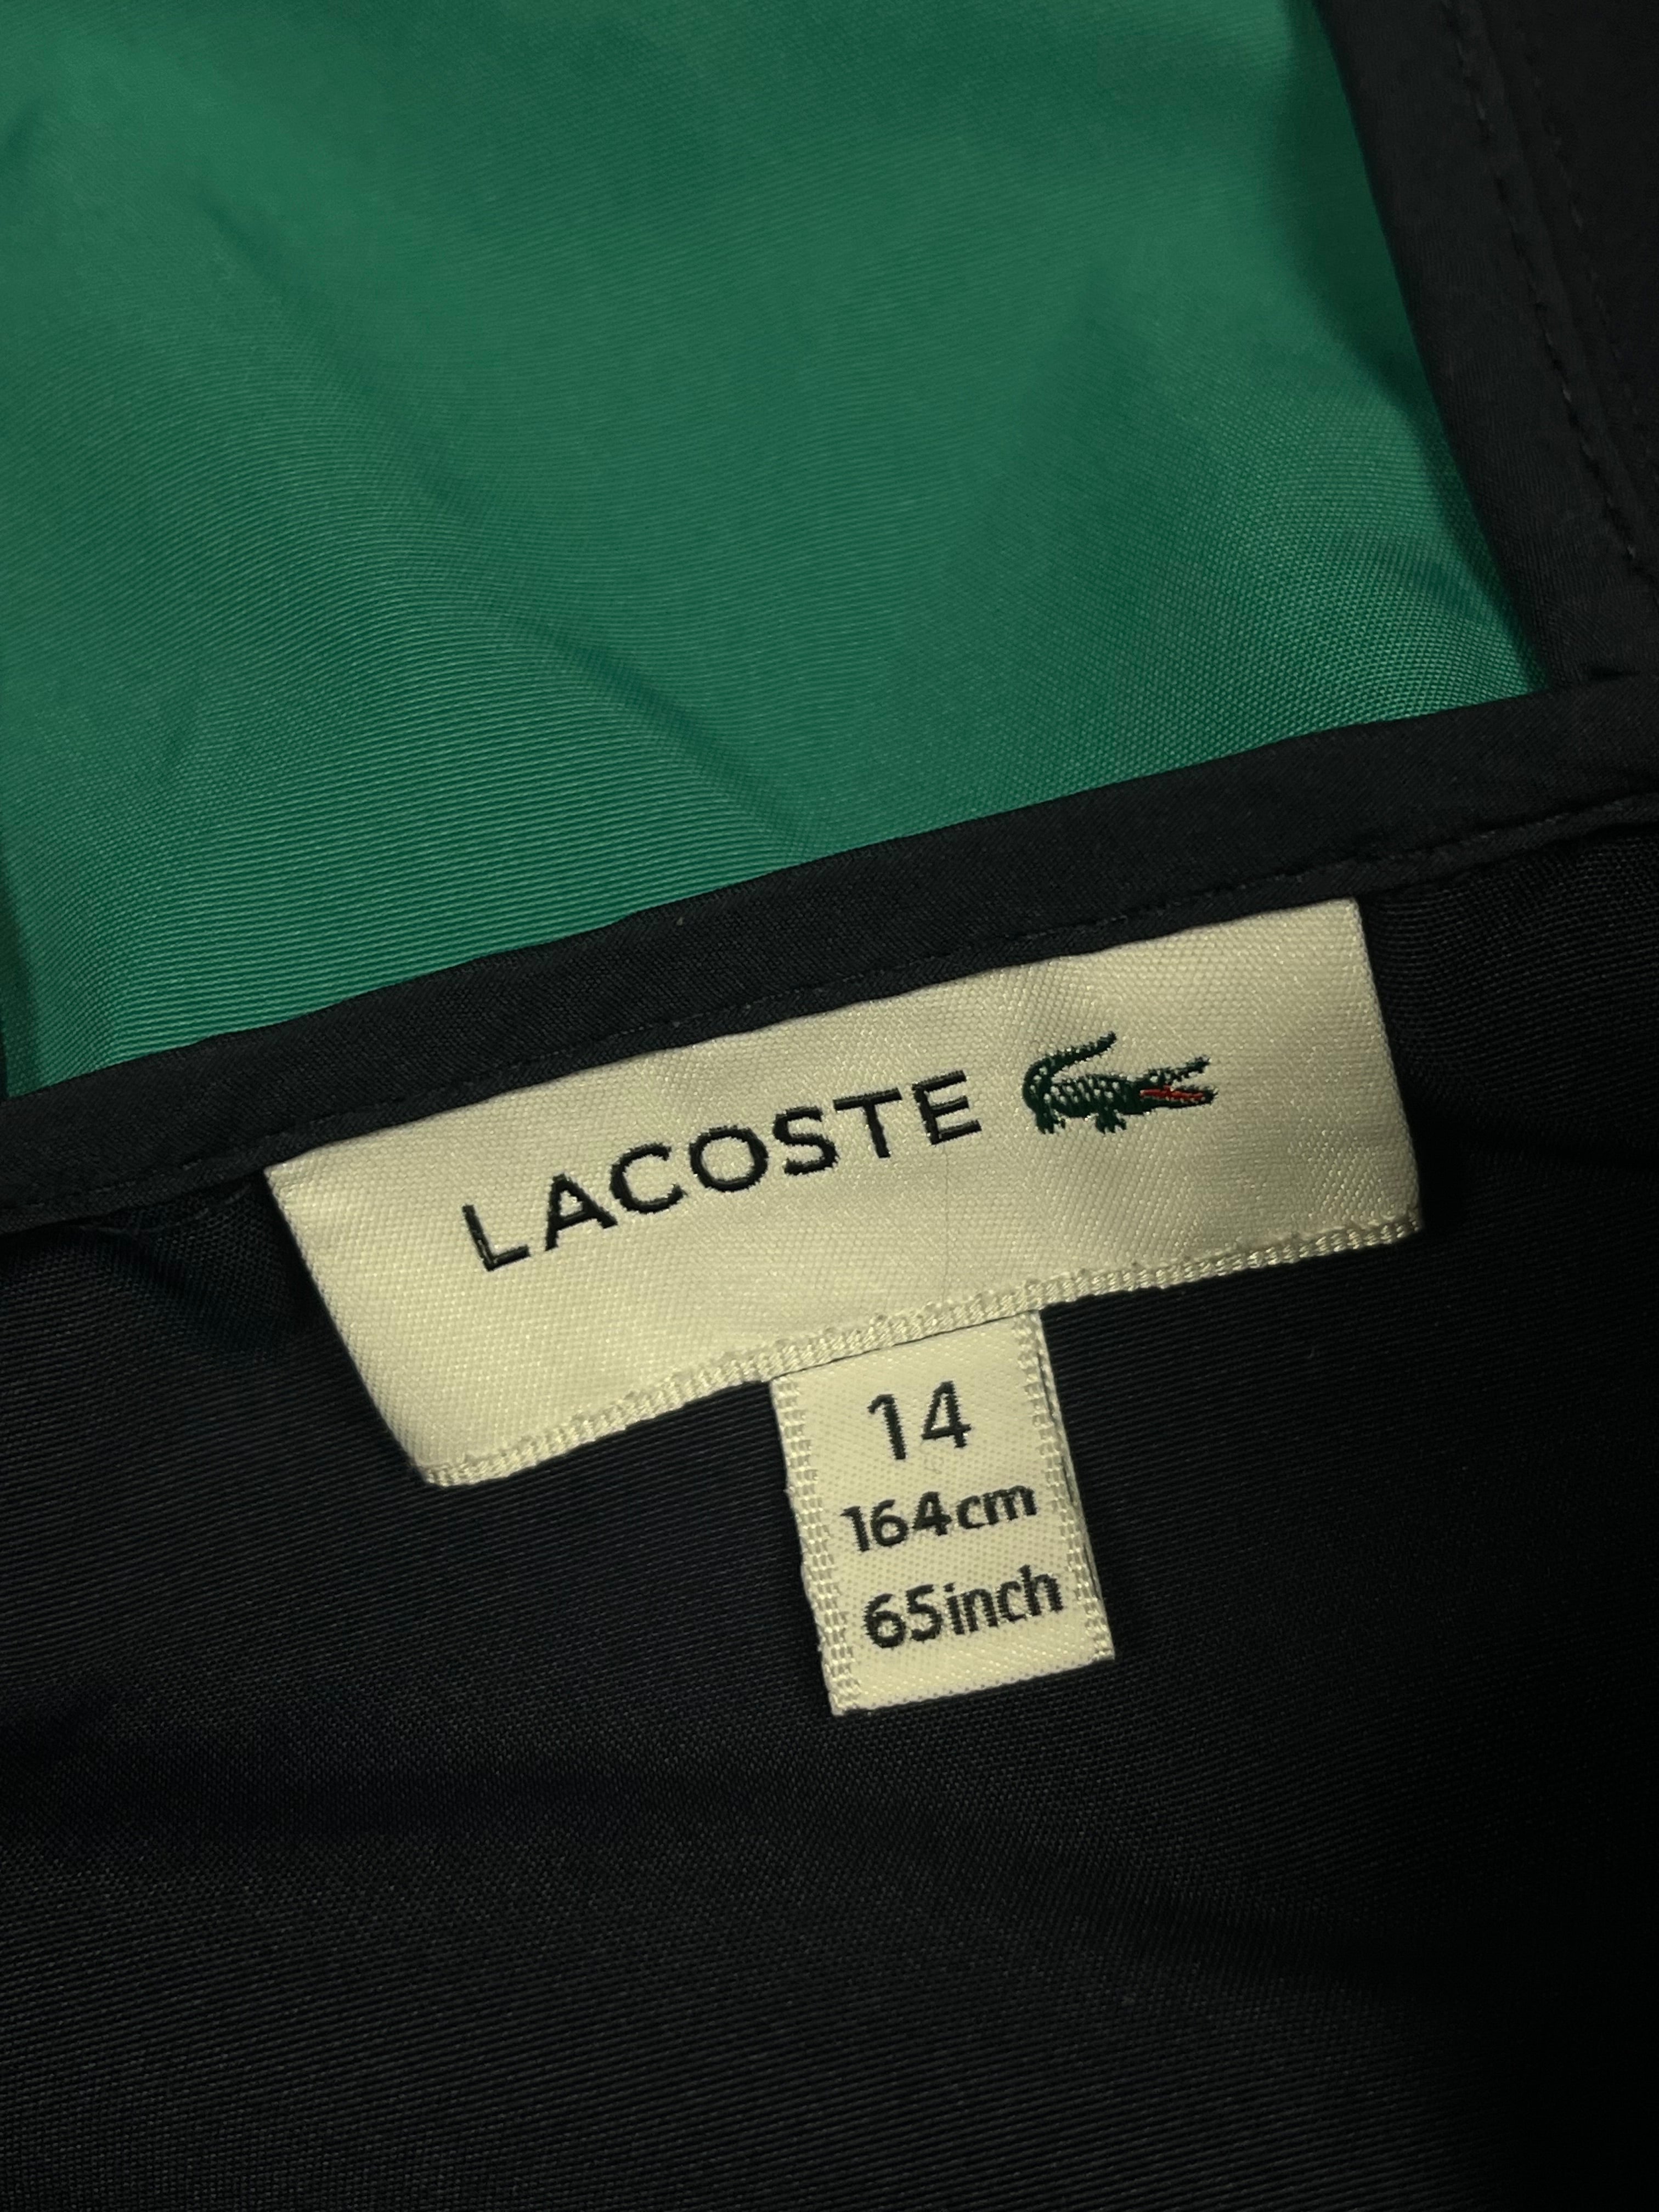 LACOSTE
14
164cm
65inch